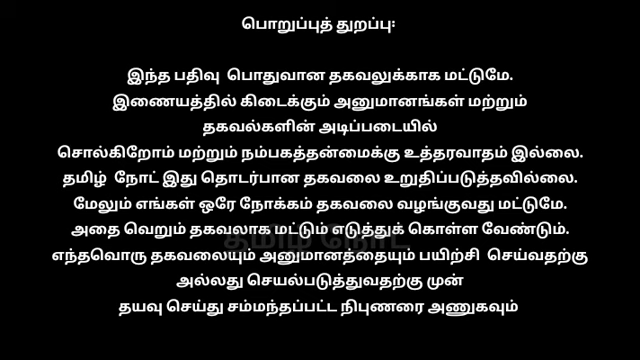 பொறுப்புத் துறப்பு:
இந்த பதிவு பொதுவான தகவலுக்காக மட்டுமே.
இணையத்தில் கிடைக்கும் அனுமானங்கள் மற்றும்
தகவல்களின் அடிப்படையில்
சொல்கிறோம் மற்றும் நம்பகத்தன்மைக்கு உத்தரவாதம் இல்லை.
தமிழ் நோட் இது தொடர்பான தகவலை உறுதிப்படுத்தவில்லை.
மேலும் எங்கள் ஒரே நோக்கம் தகவலை வழங்குவது மட்டுமே.
அதை வெறும் தகவலாக மட்டும் எடுத்துக் கொள்ள வேண்டும்.
தமிழ் நோட்
எந்தவொரு தகவலையும் அனுமானத்தையும் பயிற்சி செய்வதற்கு
அல்லது செயல்படுத்துவதற்கு முன்
தயவு செய்து சம்மந்தப்பட்ட நிபுணரை அணுகவும்